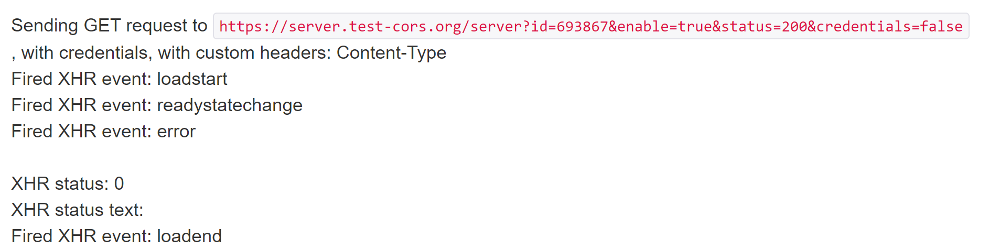 Sending GET request to https://server.test-cors.org/server?id=693867&enable=true&status=200&credentials=false
, with credentials, with custom headers: Content-Type
Fired XHR event: loadstart
Fired XHR event: readystatechange
Fired XHR event: error
XHR status: 0
XHR status text:
Fired XHR event: loadend